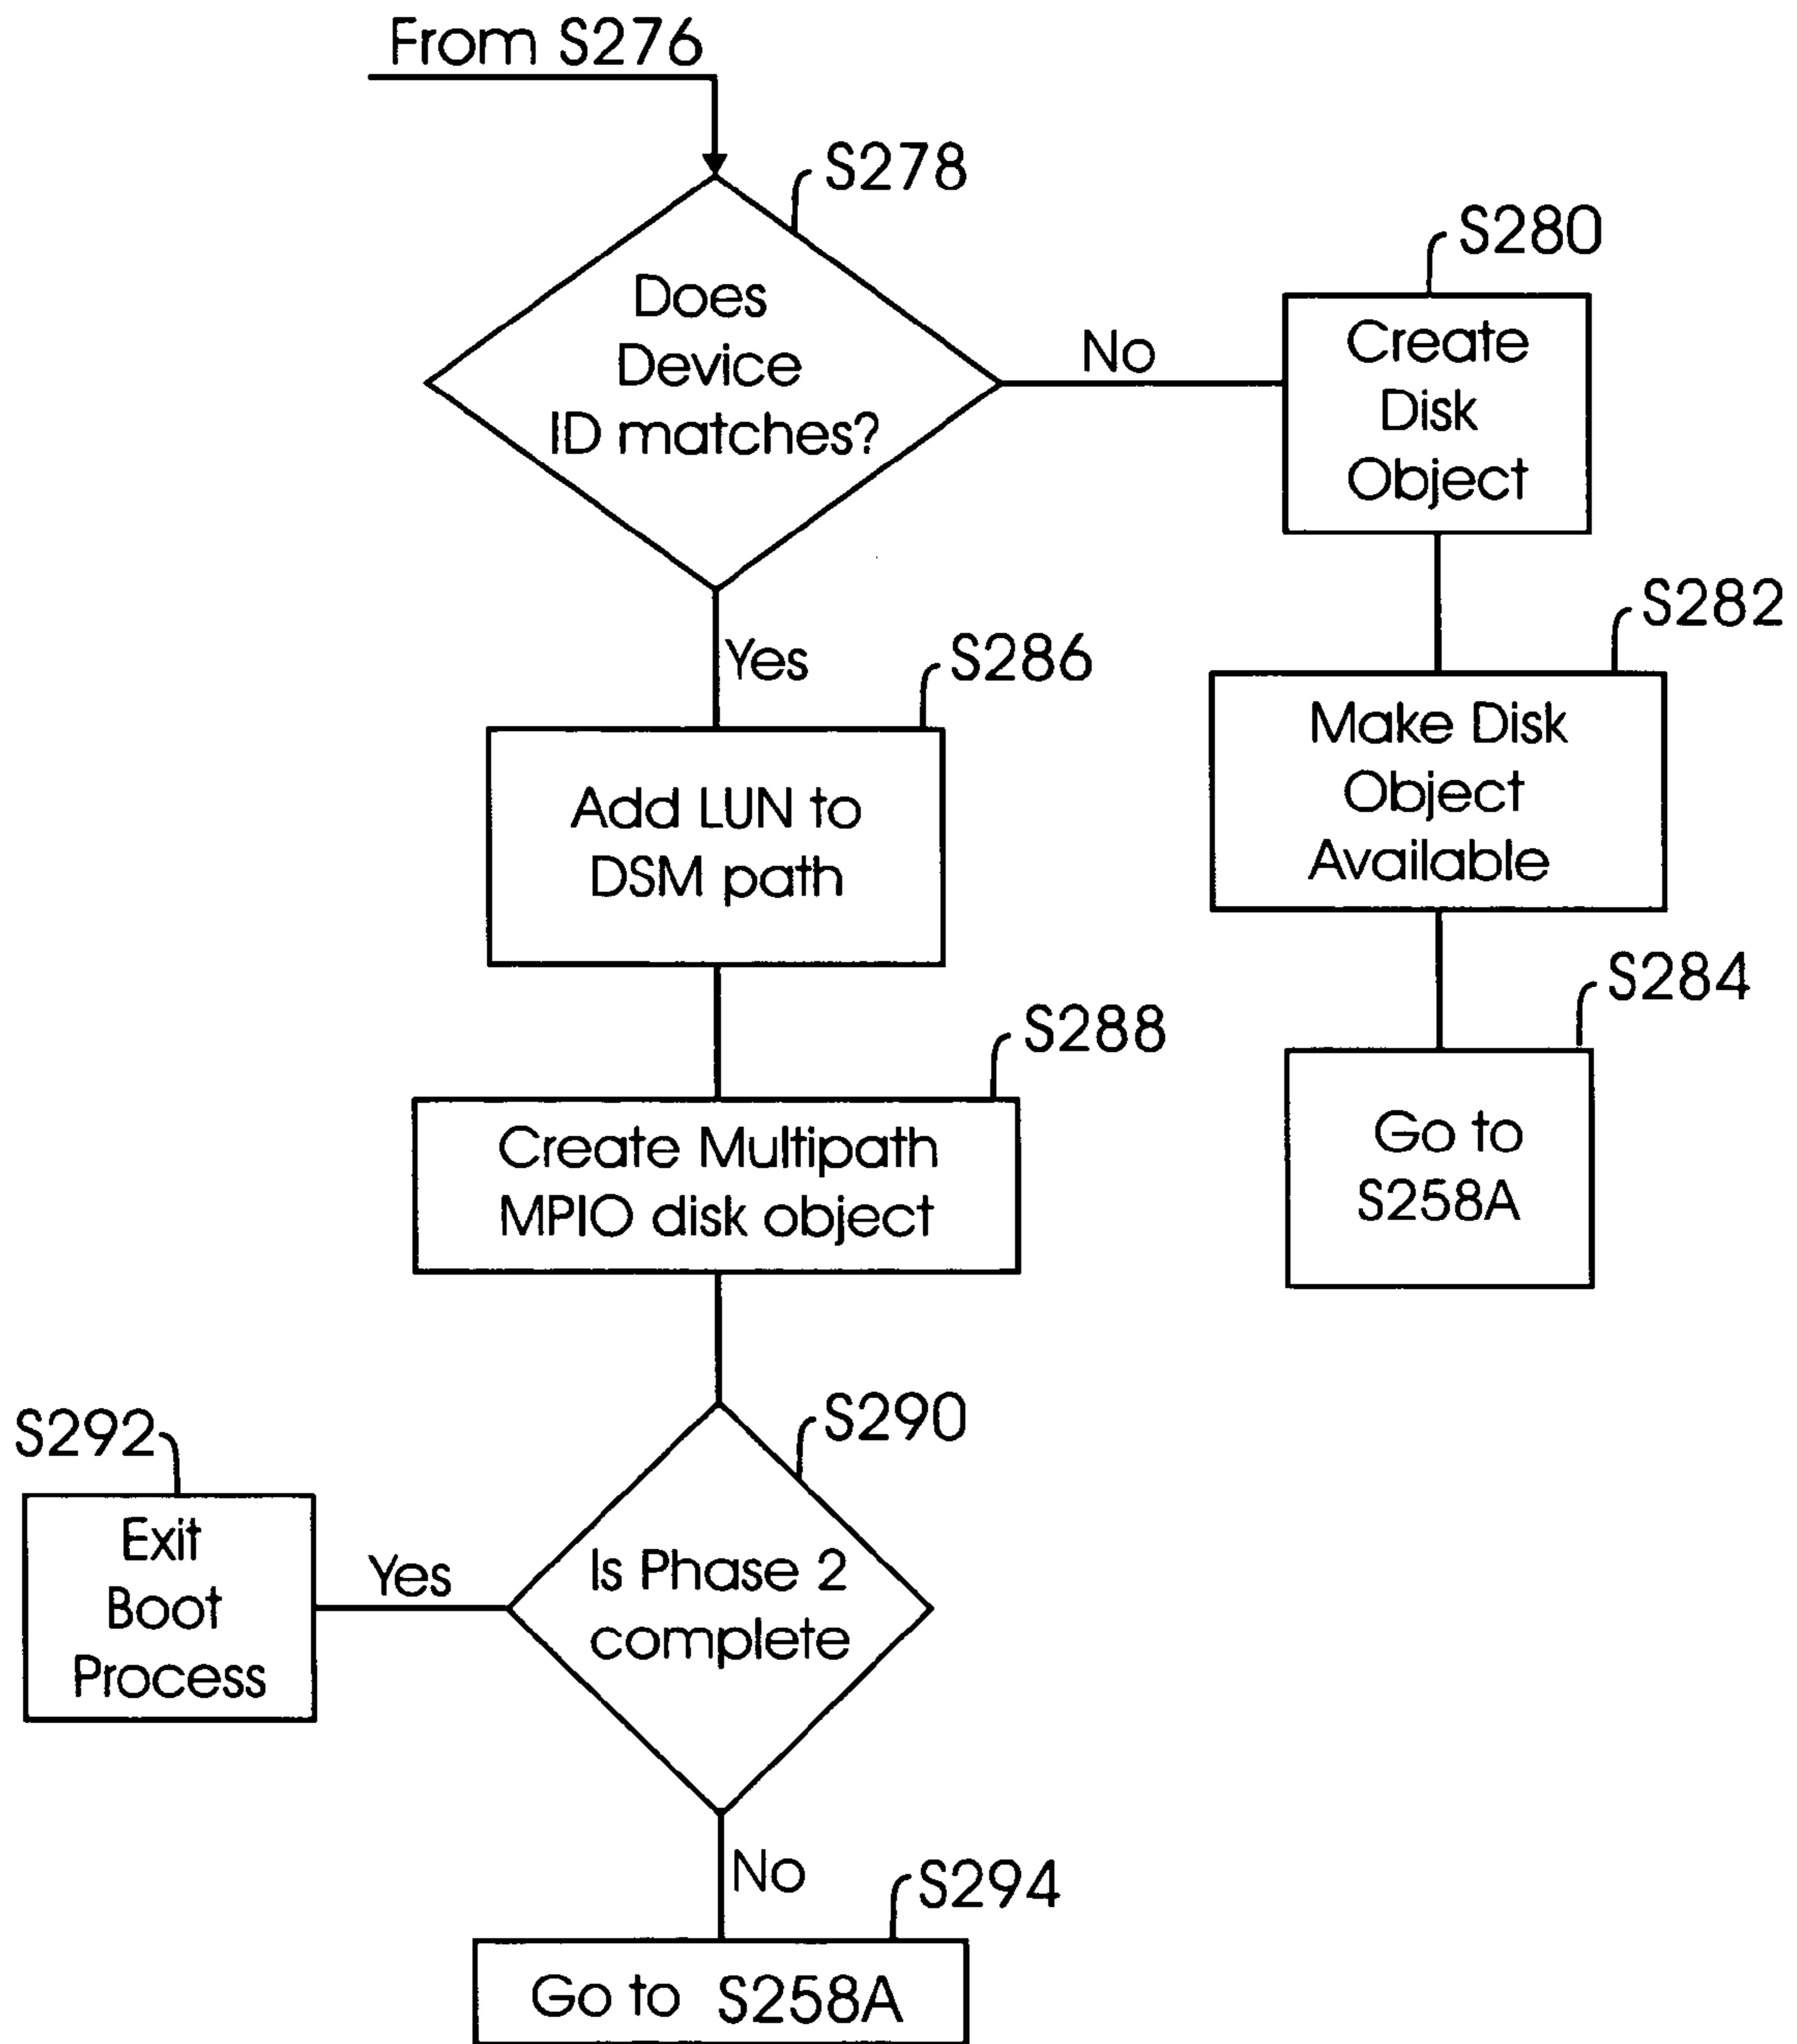 From S276
S278
Does
Device
ID matches?
No
S280
Create
Disk
Object
S282
Make Disk
Object
Available
S284
Go to
S258A
Yes
S286
Add LUN to
DSM path
S288
Create Multipath
MPIO disk object
S290
Is Phase 2
complete
Yes
S292
Exit
Boot
Process
No
S294
Go to S258A